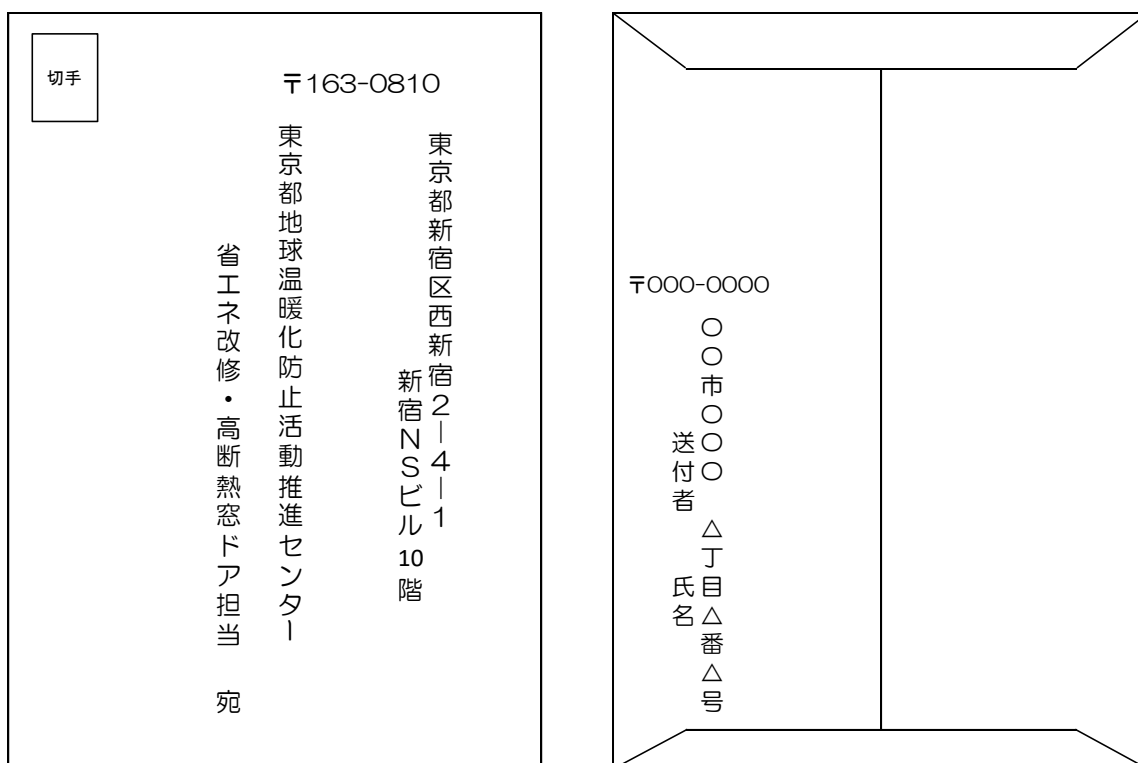 切手
〒163-0810
東京都新宿区西新宿2－4－1
新宿NSビル10階
東京都地球温暖化防止活動推進センター
省エネ改修・高断熱窓ドア担当　宛
〒000-0000
○○市○○○　△丁目△番△号
送付者　氏名